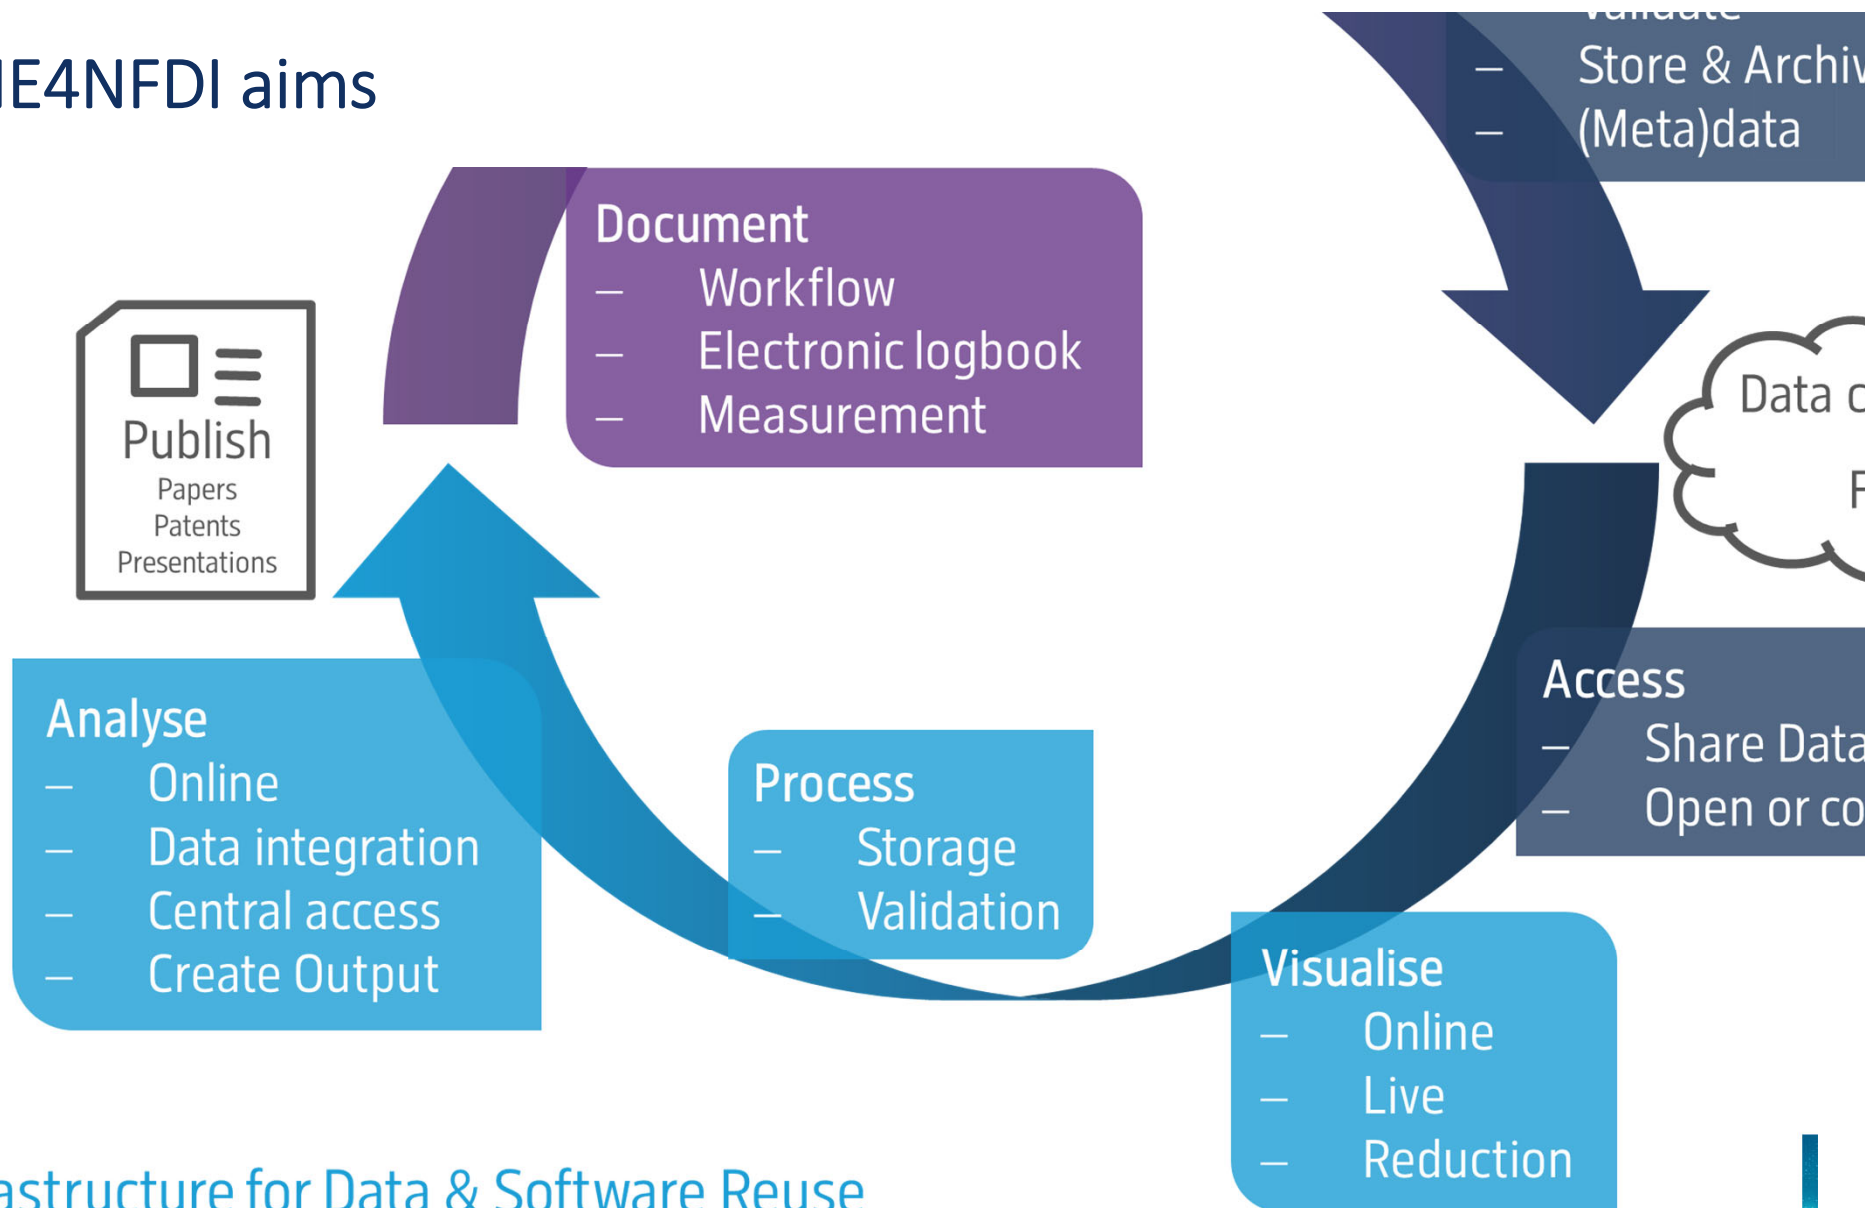 IE4NFDI aims
Store & Archiv
– (Meta)data
Document
– Workflow
– Electronic logbook
– Measurement
Publish
Papers
Patents
Presentations
Data c
F
Analyse
– Online
– Data integration
– Central access
– Create Output
Process
– Storage
– Validation
Access
– Share Data
– Open or co
Visualise
– Online
– Live
– Reduction
astructure for Data & Software Reuse